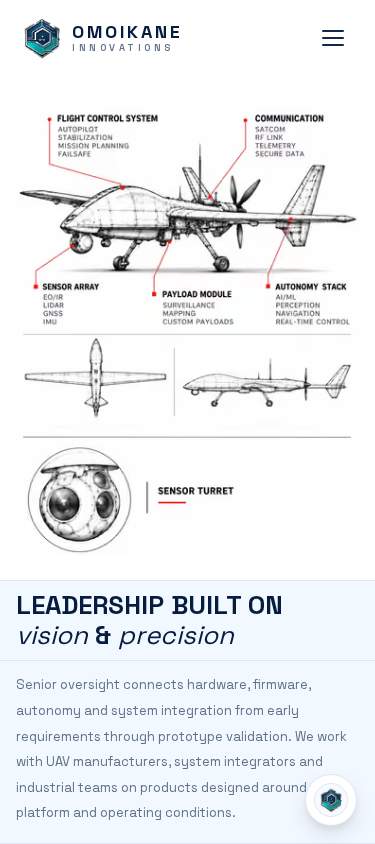 OMOIKANE
INNOVATIONS
FLIGHT CONTROL SYSTEM
AUTOPILOT
STABILIZATION
MISSION PLANNING
FAILSAFE
COMMUNICATION
SATCOM
RF LINK
TELEMETRY
SECURE DATA
SENSOR ARRAY
EO/IR
LIDAR
GNSS
IMU
PAYLOAD MODULE
SURVEILLANCE
MAPPING
CUSTOM PAYLOADS
AUTONOMY STACK
AI/ML
PERCEPTION
NAVIGATION
REAL-TIME CONTROL
SENSOR TURRET
LEADERSHIP BUILT ON
vision & precision
Senior oversight connects hardware, firmware,
autonomy and system integration from early
requirements through prototype validation. We work
with UAV manufacturers, system integrators and
industrial teams on products designed around
platform and operating conditions.